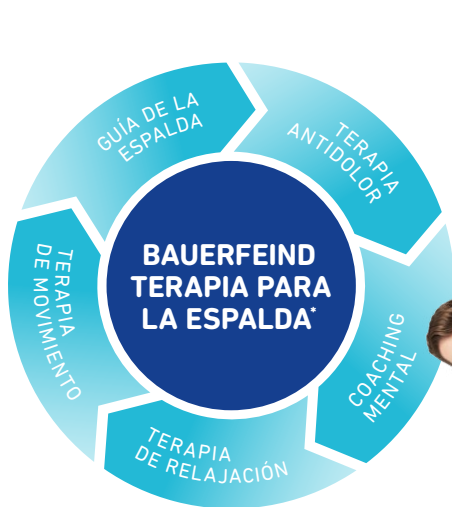 GUÍA DE LA
ESPALDA
TERAPIA
ANTIDOLOR
BAUERFEIND
TERAPIA PARA
LA ESPALDA*
TERAPIA
DE MOVIMIENTO
COACHING
MENTAL
TERAPIA
DE RELAJACIÓN